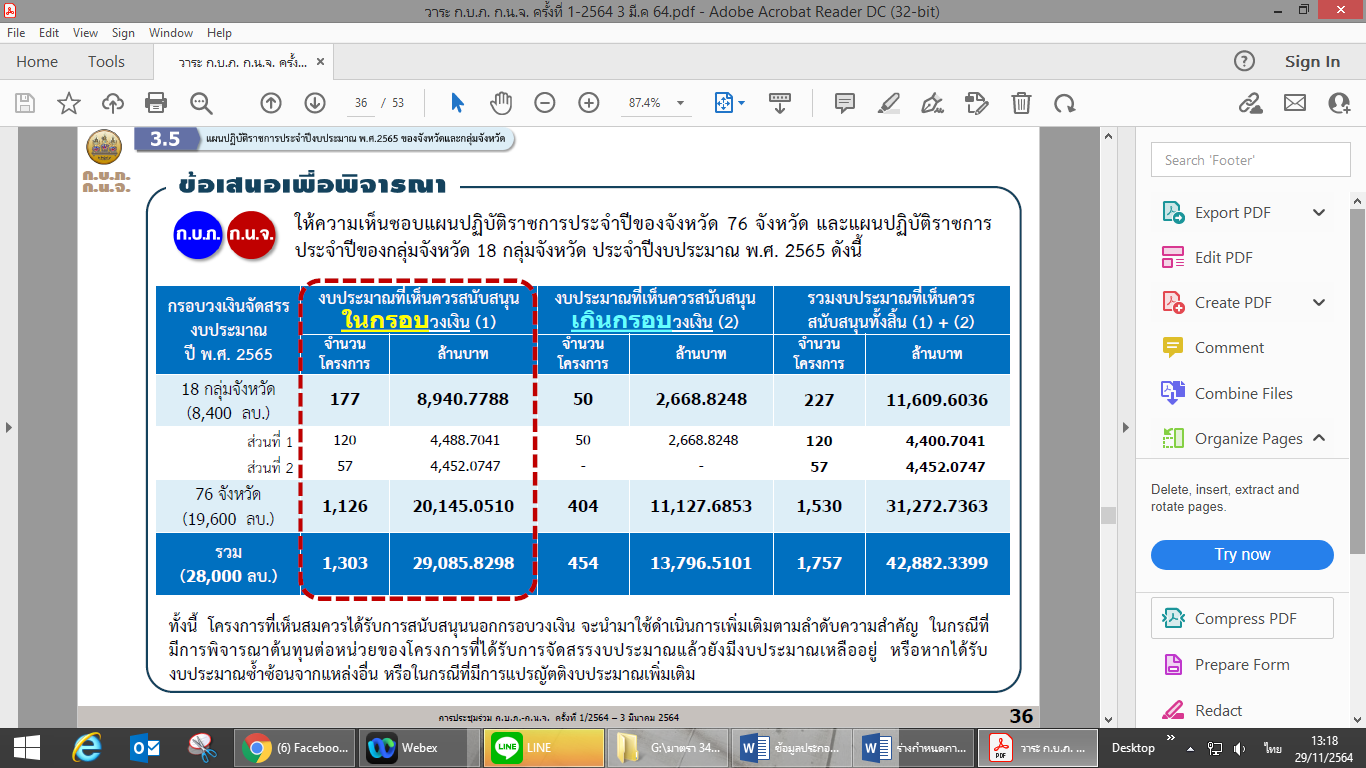 วาระ ก.บ.ภ. ก.น.จ. ครั้งที่ 1-2564 3 มี.ค 64.pdf - Adobe Acrobat Reader DC (32-bit)
File Edit View Sign Window Help
Home Tools วาระ ก.บ.ภ. ก.น.จ. ครั้ง... × Sign In
36 / 53 87.4%
3.5 แผนปฏิบัติราชการประจำปีงบประมาณ พ.ศ.2565 ของจังหวัดและกลุ่มจังหวัด
ก.บ.ภ.
ก.น.จ.
ข้อเสนอเพื่อพิจารณา
ก.บ.ภ. ก.น.จ.
ให้ความเห็นชอบแผนปฏิบัติราชการประจำปีของจังหวัด 76 จังหวัด และแผนปฏิบัติราชการ
ประจำปีของกลุ่มจังหวัด 18 กลุ่มจังหวัด ประจำปีงบประมาณ พ.ศ. 2565 ดังนี้
กรอบวงเงินจัดสรร
งบประมาณ
ปี พ.ศ. 2565
งบประมาณที่เห็นควรสนับสนุน
ในกรอบวงเงิน (1)
งบประมาณที่เห็นควรสนับสนุน
เกินกรอบวงเงิน (2)
รวมงบประมาณที่เห็นควร
สนับสนุนทั้งสิ้น (1) + (2)
จำนวน
โครงการ
ล้านบาท
จำนวน
โครงการ
ล้านบาท
จำนวน
โครงการ
ล้านบาท
18 กลุ่มจังหวัด
(8,400 ลบ.)
177 8,940.7788 50 2,668.8248 227 11,609.6036
ส่วนที่ 1 120 4,488.7041 50 2,668.8248 120 4,400.7041
ส่วนที่ 2 57 4,452.0747 - - 57 4,452.0747
76 จังหวัด
(19,600 ลบ.)
1,126 20,145.0510 404 11,127.6853 1,530 31,272.7363
รวม
(28,000 ลบ.)
1,303 29,085.8298 454 13,796.5101 1,757 42,882.3399
ทั้งนี้ โครงการที่เห็นสมควรได้รับการสนับสนุนนอกกรอบวงเงิน จะนำมาใช้ดำเนินการเพิ่มเติมตามลำดับความสำคัญ ในกรณีที่
มีการพิจารณาต้นทุนต่อหน่วยของโครงการที่ได้รับการจัดสรรงบประมาณแล้วยังมีงบประมาณเหลืออยู่ หรือหากได้รับ
งบประมาณซ้ำซ้อนจากแหล่งอื่น หรือในกรณีที่มีการแปรญัตติงบประมาณเพิ่มเติม
การประชุมร่วม ก.บ.ภ.-ก.น.จ. ครั้งที่ 1/2564 – 3 มีนาคม 2564
36
Search 'Footer'
Export PDF
Edit PDF
Create PDF
Comment
Combine Files
Organize Pages
Delete, insert, extract and
rotate pages.
Try now
Compress PDF
Prepare Form
Redact
(6) Faceboo... Webex LINE G:\มาตรา 34... ข้อมูลประกอ... ร่างกำหนดกา... วาระ ก.บ.ภ. ... Desktop » ไทย 13:18
29/11/2564